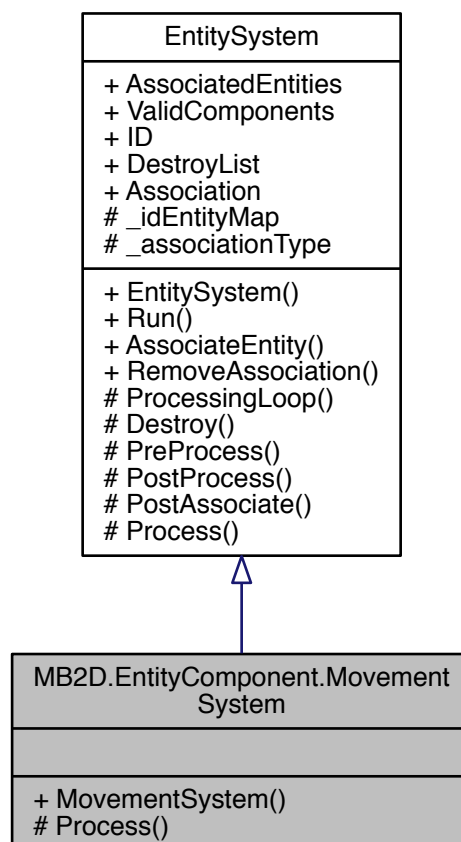 EntitySystem
+ AssociatedEntities
+ ValidComponents
+ ID
+ DestroyList
+ Association
# _idEntityMap
# _associationType
+ EntitySystem()
+ Run()
+ AssociateEntity()
+ RemoveAssociation()
# ProcessingLoop()
# Destroy()
# PreProcess()
# PostProcess()
# PostAssociate()
# Process()
MB2D.EntityComponent.Movement
System
+ MovementSystem()
# Process()